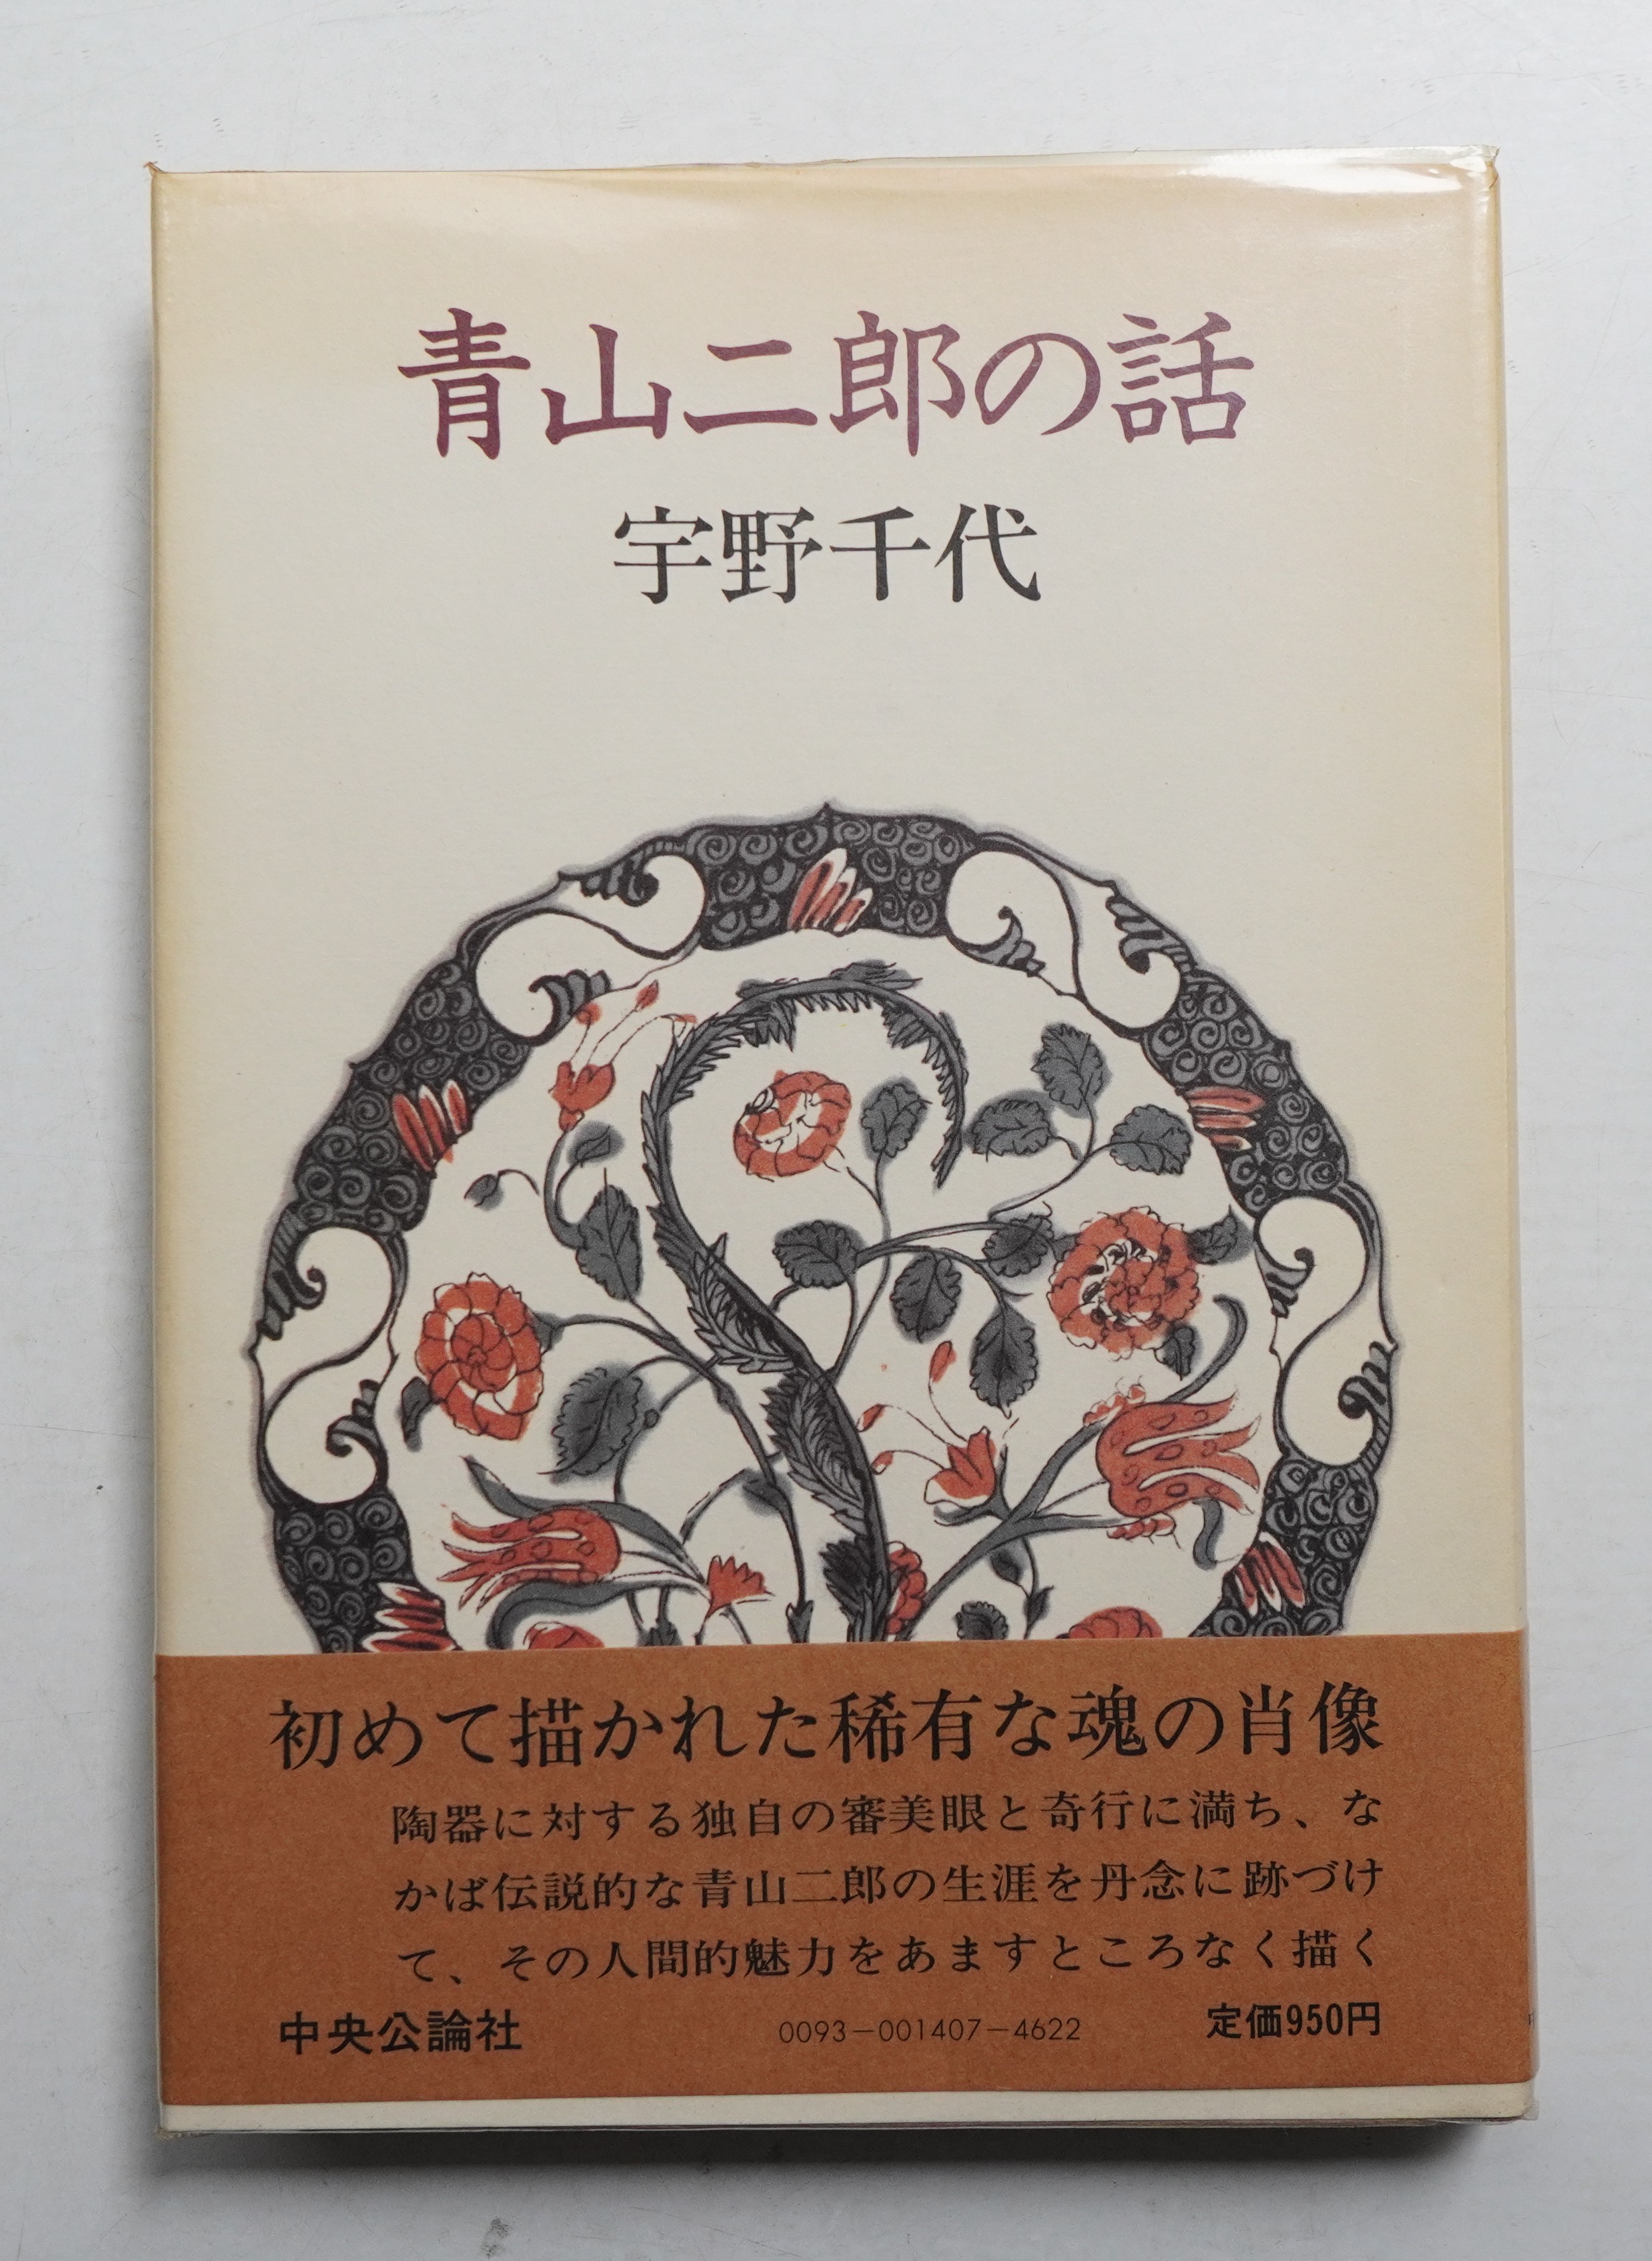 青山二郎の話
宇野千代
初めて描かれた稀有な魂の肖像
陶器に対する独自の審美眼と奇行に満ち、な
かば伝説的な青山二郎の生涯を丹念に跡づけ
て、その人間的魅力をあますところなく描く
中央公論社 0093-001407-4622 定価950円